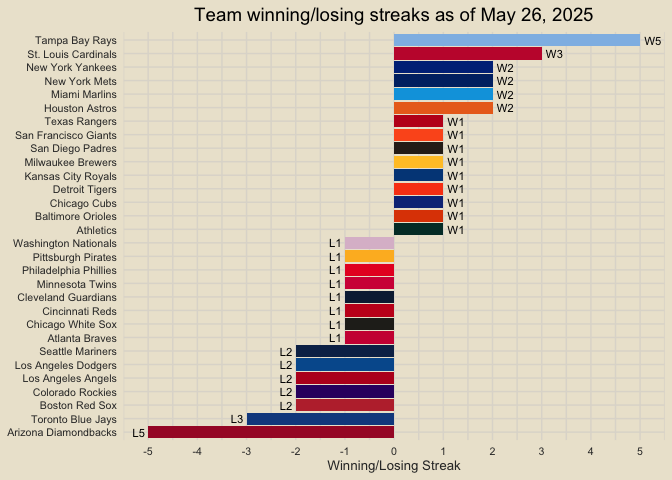 Team winning/losing streaks as of May 26, 2025
Tampa Bay Rays W5
St. Louis Cardinals W3
New York Yankees W2
New York Mets W2
Miami Marlins W2
Houston Astros W2
Texas Rangers W1
San Francisco Giants W1
San Diego Padres W1
Milwaukee Brewers W1
Kansas City Royals W1
Detroit Tigers W1
Chicago Cubs W1
Baltimore Orioles W1
Athletics W1
Washington Nationals L1
Pittsburgh Pirates L1
Philadelphia Phillies L1
Minnesota Twins L1
Cleveland Guardians L1
Cincinnati Reds L1
Chicago White Sox L1
Atlanta Braves L1
Seattle Mariners L2
Los Angeles Dodgers L2
Los Angeles Angels L2
Colorado Rockies L2
Boston Red Sox L2
Toronto Blue Jays L3
Arizona Diamondbacks L5
-5 -4 -3 -2 -1 0 1 2 3 4 5
Winning/Losing Streak